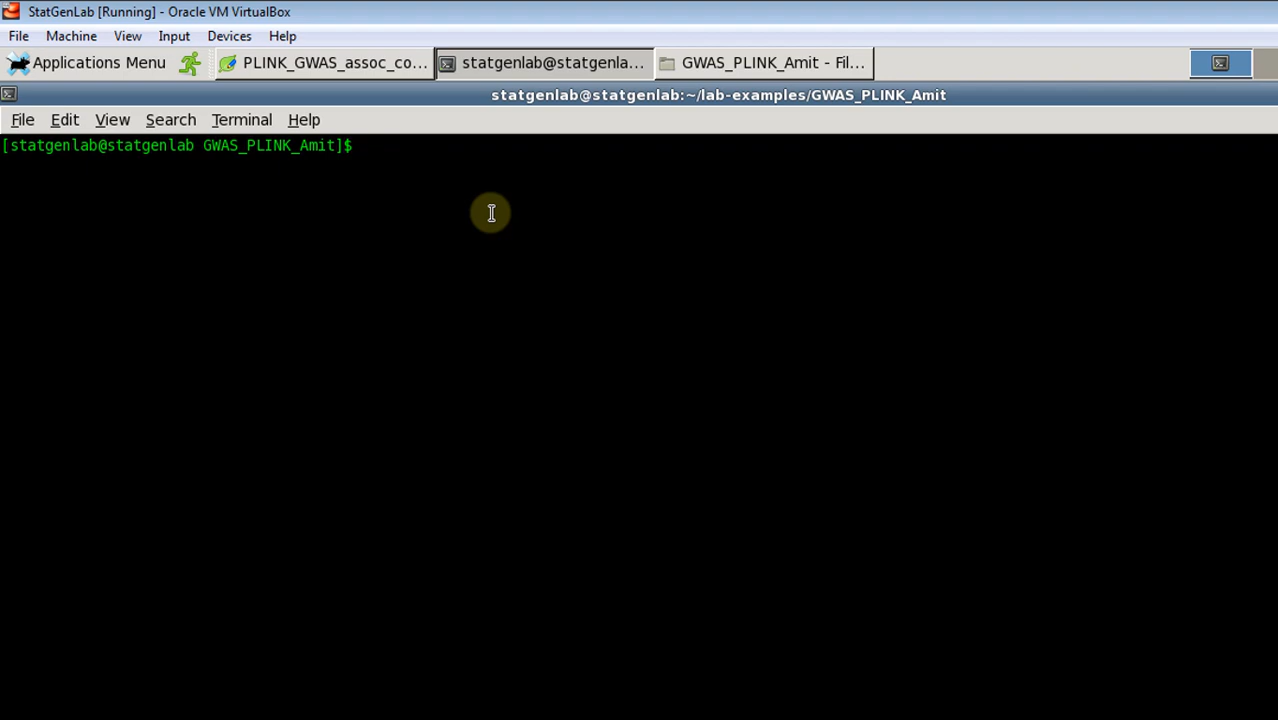 StatGenLab [Running] - Oracle VM VirtualBox
File Machine View Input Devices Help
Applications Menu PLINK_GWAS_assoc_co... statgenlab@statgenla... GWAS_PLINK_Amit - Fil...
statgenlab@statgenlab:~/lab-examples/GWAS_PLINK_Amit
File Edit View Search Terminal Help
[statgenlab@statgenlab GWAS_PLINK_Amit]$